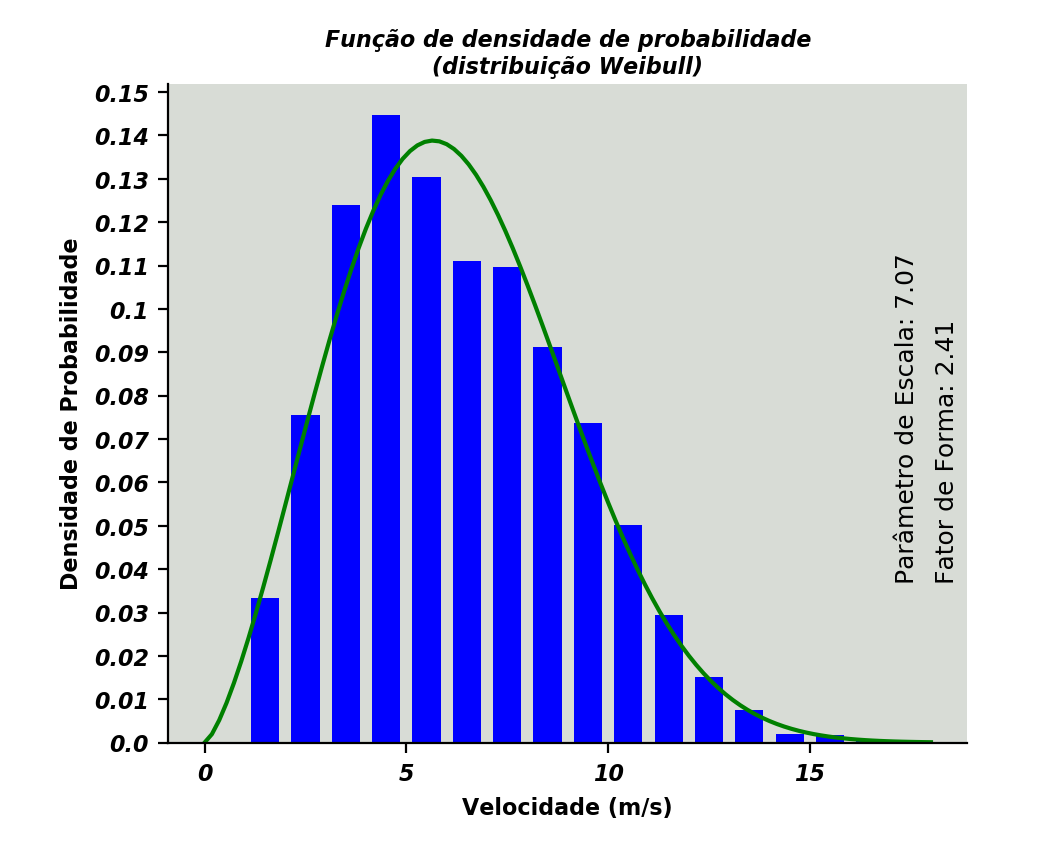 Função de densidade de probabilidade
(distribuição Weibull)
0.15
0.14
0.13
0.12
0.11
0.1
0.09
0.08
0.07
0.06
0.05
0.04
0.03
0.02
0.01
0.0
Densidade de Probabilidade
0 5 10 15
Velocidade (m/s)
Parâmetro de Escala: 7.07
Fator de Forma: 2.41